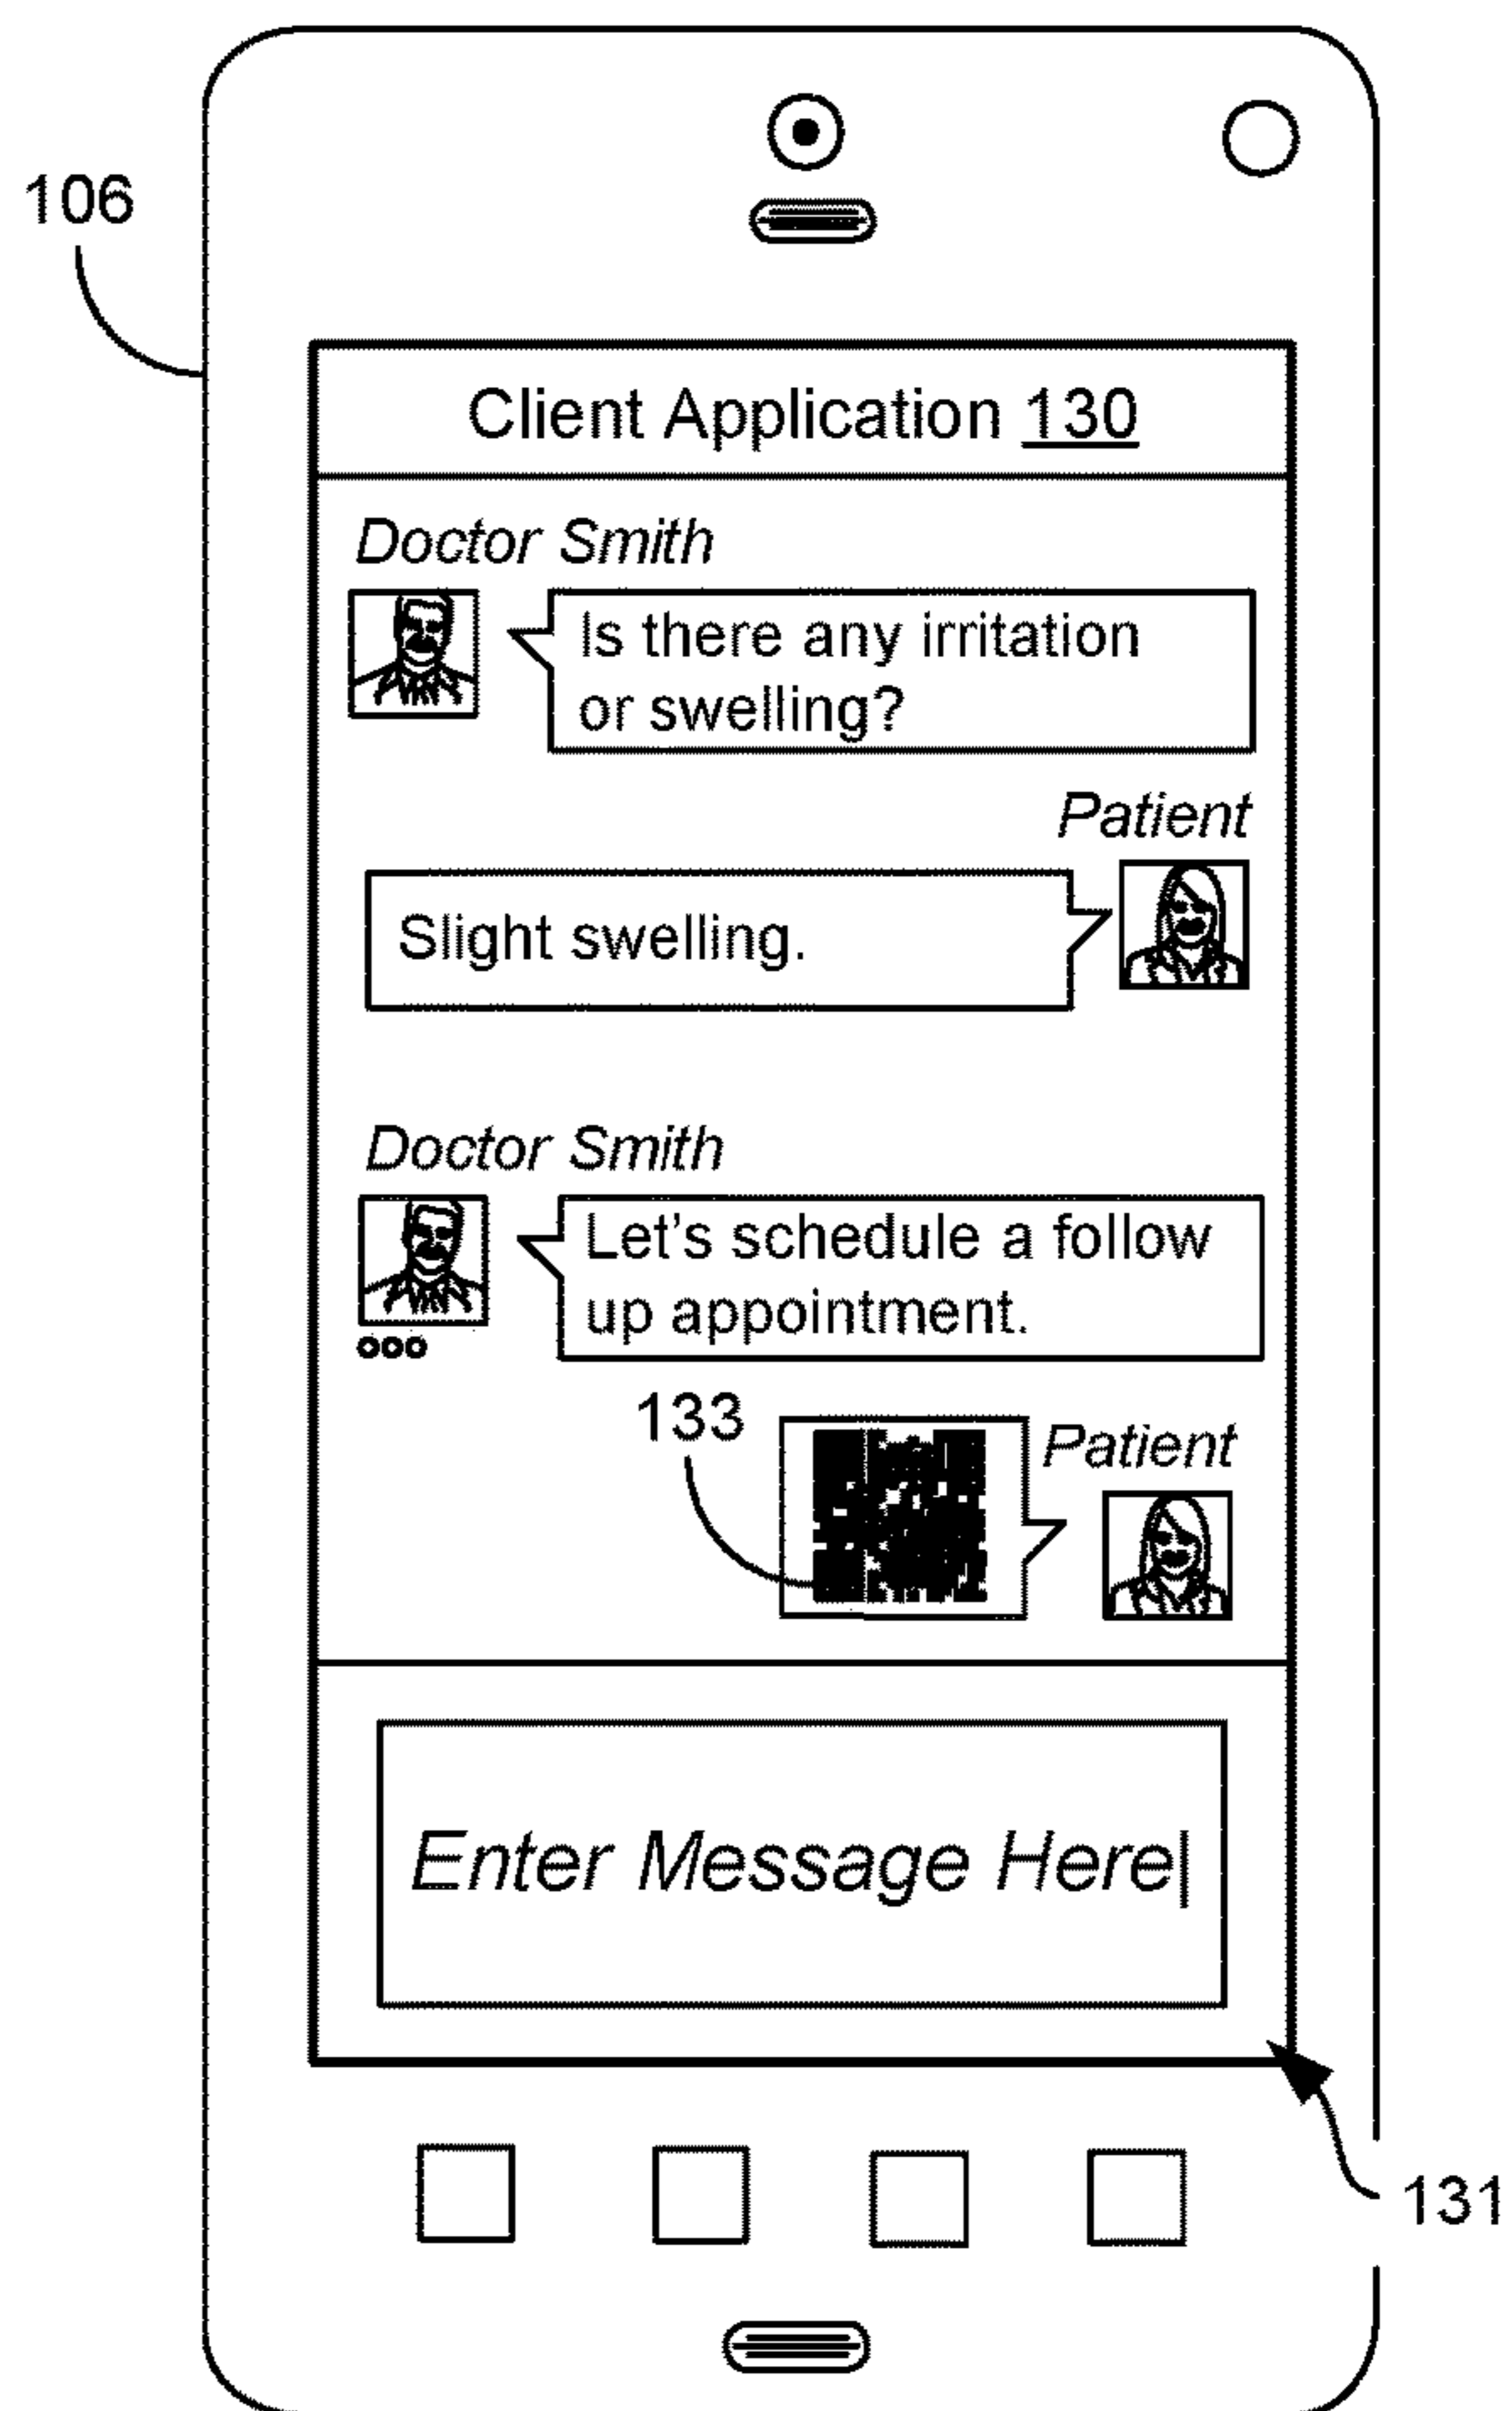 106
Client Application 130
Doctor Smith
Is there any irritation
or swelling?
Patient
Slight swelling.
Doctor Smith
Let's schedule a follow
up appointment.
133
Patient
Enter Message Here
131